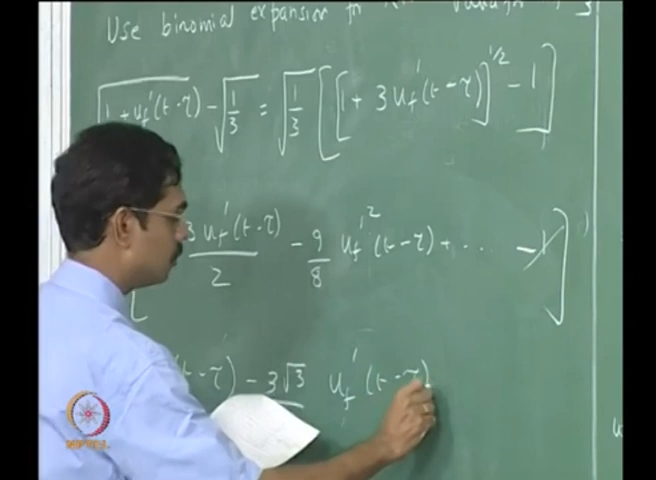 Use binomial expansion to
√1 + u_f'(t-τ) - √(1/3) = √(1/3) [[1 + 3 u_f'(t-τ)]^1/2 - 1]
3 u_f'(t-τ)/2 - 9/8 u_f'^2(t-τ) + ... - 1]
(t-τ) - 3√3 u_f'(t-τ)
NPTEL